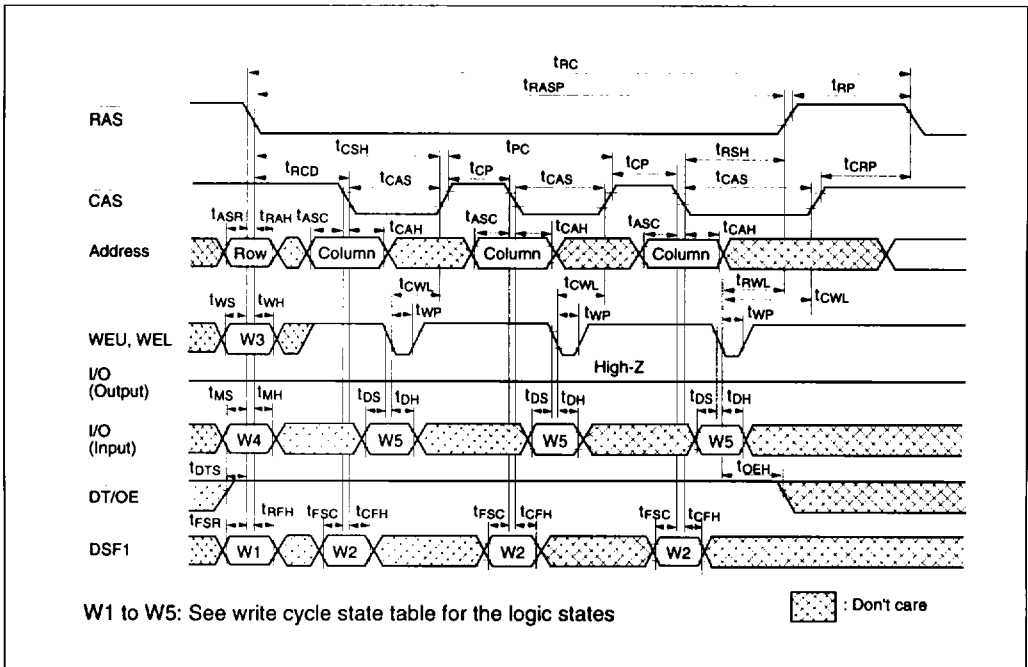 tRC
tRASP tRP
RAS
tCSH tPC tRSH
tRCD tCAS tCP tCAS tCP tCAS tCRP
CAS
tASR tRAH tASC tCAH tASC tCAH tASC tCAH
Address Row Column Column Column
tCWL tCWL tRWL tCWL
tWS tWH tWP tWP tWP
WEU, WEL W3
High-Z
I/O
(Output)
tMS tMH tDS tDH tDS tDH tDS tDH
I/O
(Input) W4 W5 W5 W5
tDTS tOEH
DT/OE
tFSR tRFH tFSC tCFH tFSC tCFH tFSC tCFH
DSF1 W1 W2 W2 W2
W1 to W5: See write cycle state table for the logic states
: Don't care